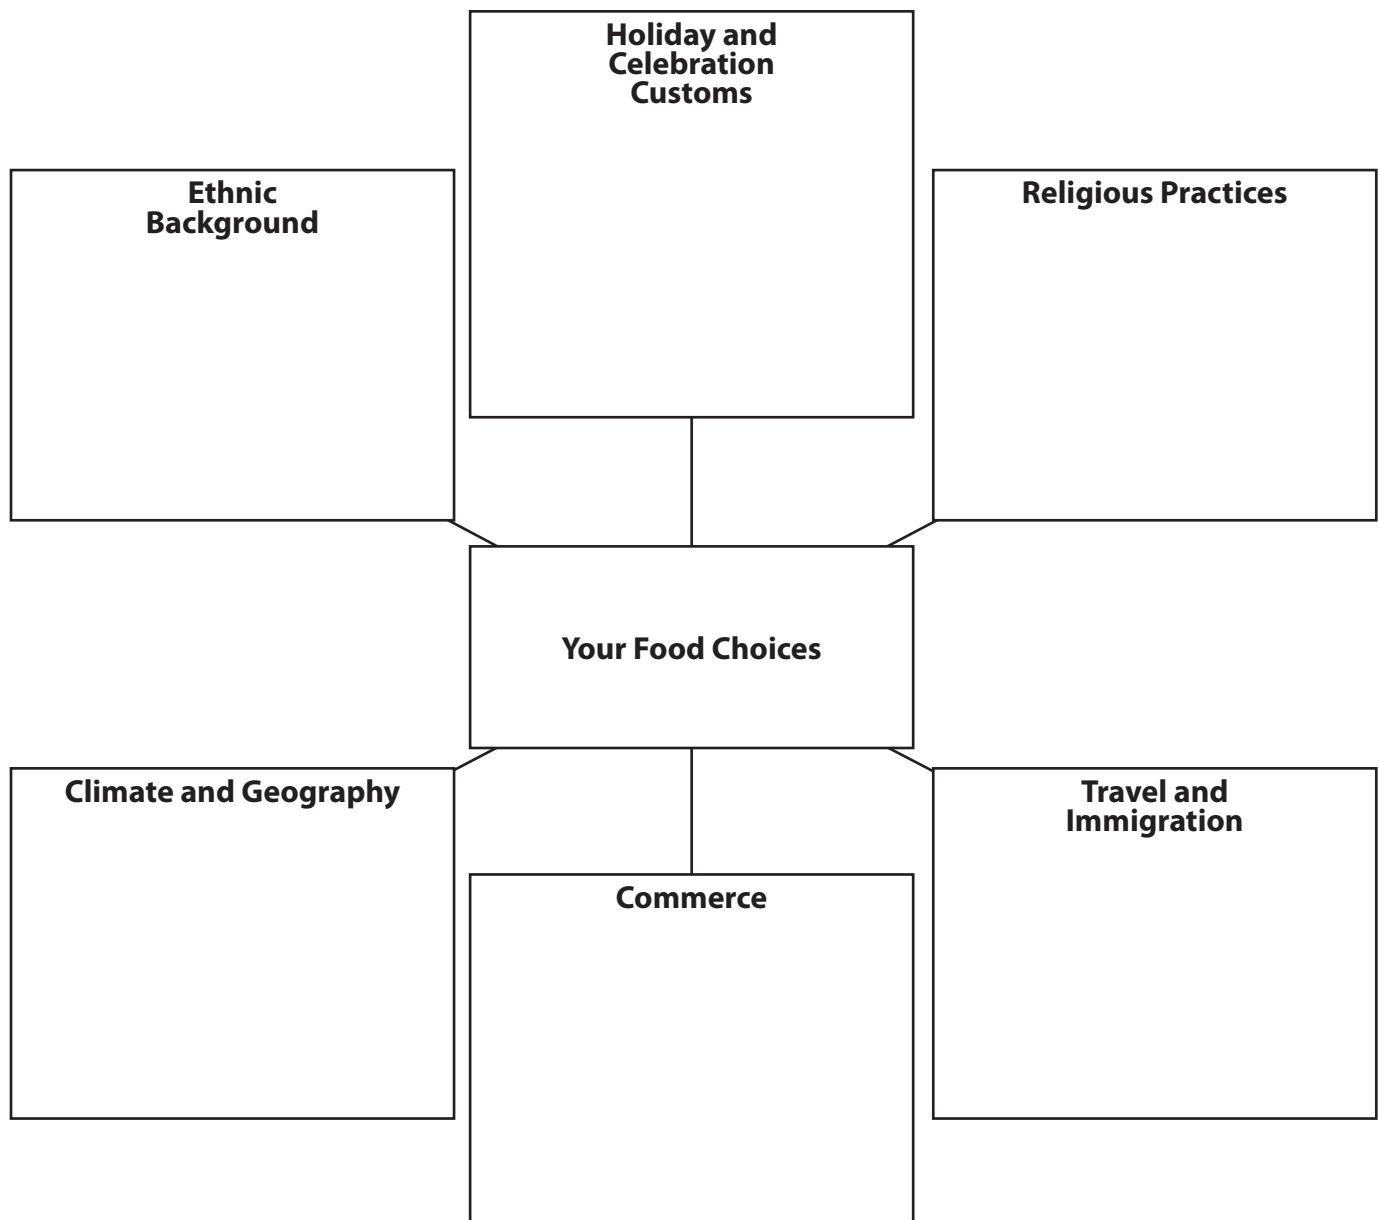 Holiday and
Celebration
Customs
Ethnic
Background
Religious Practices
Your Food Choices
Climate and Geography
Travel and
Immigration
Commerce